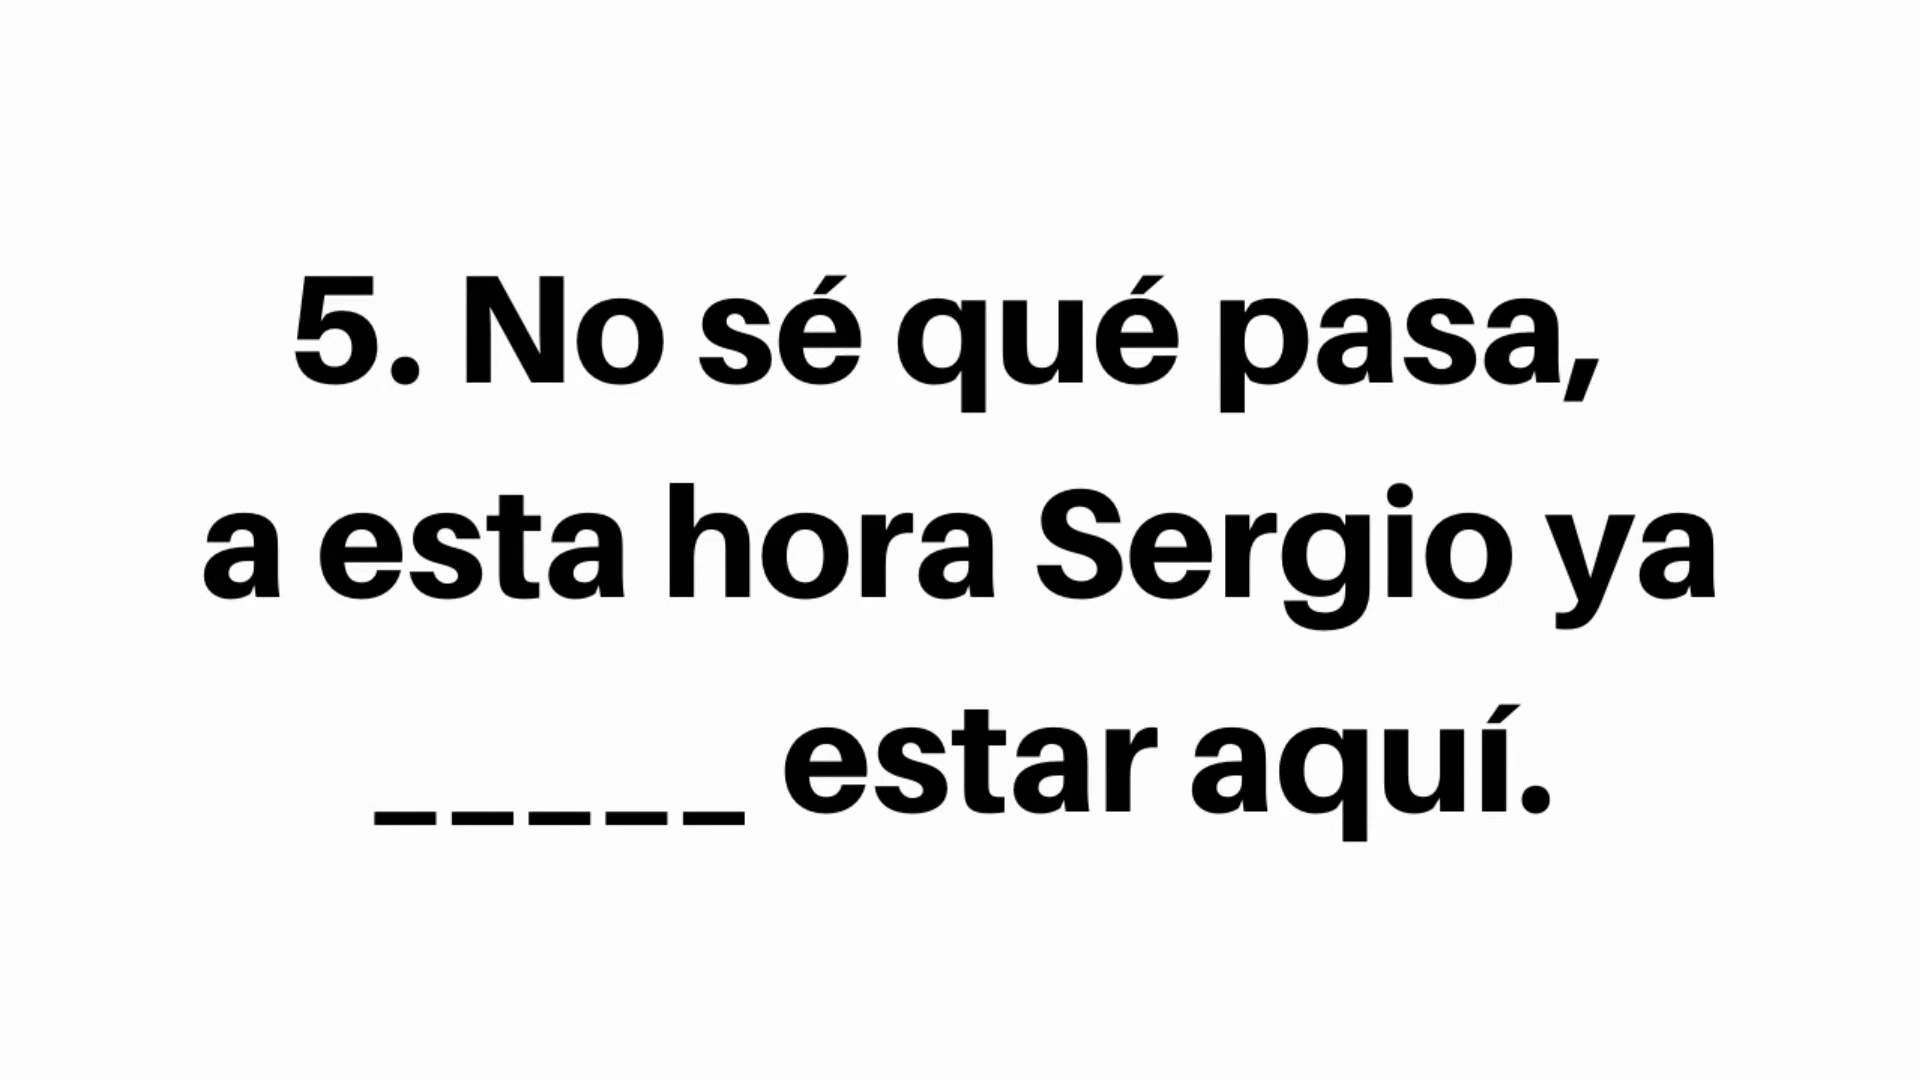 5. No sé qué pasa,
a esta hora Sergio ya
_____ estar aquí.